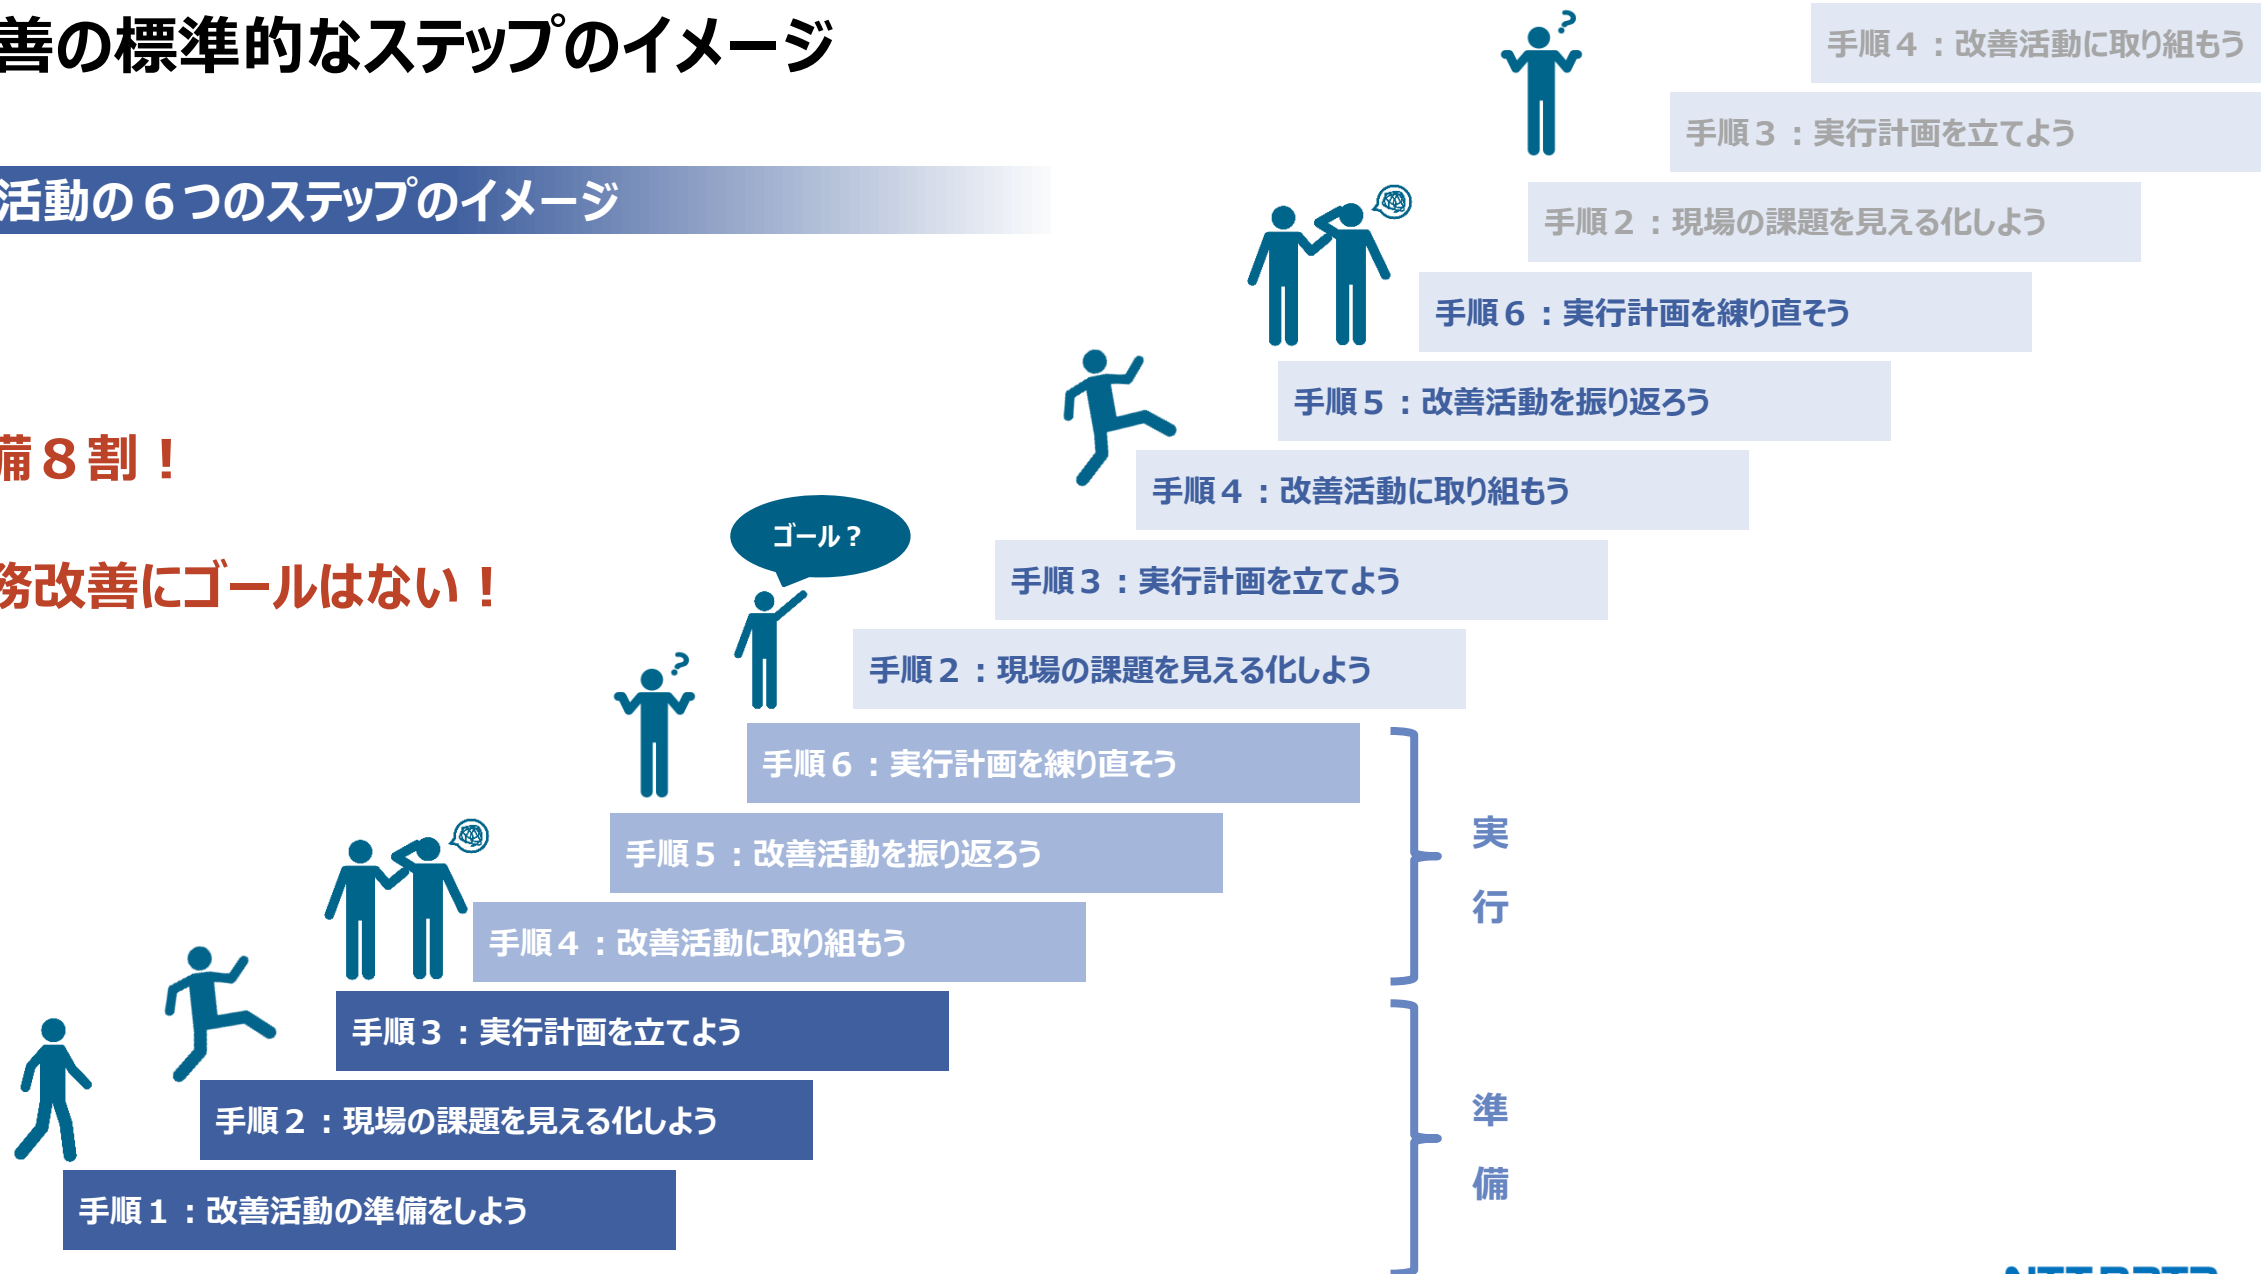 善の標準的なステップのイメージ
活動の６つのステップのイメージ
備８割！
務改善にゴールはない！
ゴール？
手順４：改善活動に取り組もう
手順３：実行計画を立てよう
手順２：現場の課題を見える化しよう
手順６：実行計画を練り直そう
手順５：改善活動を振り返ろう
手順４：改善活動に取り組もう
手順３：実行計画を立てよう
手順２：現場の課題を見える化しよう
手順６：実行計画を練り直そう
手順５：改善活動を振り返ろう
手順４：改善活動に取り組もう
手順３：実行計画を立てよう
手順２：現場の課題を見える化しよう
手順１：改善活動の準備をしよう
実行
準備